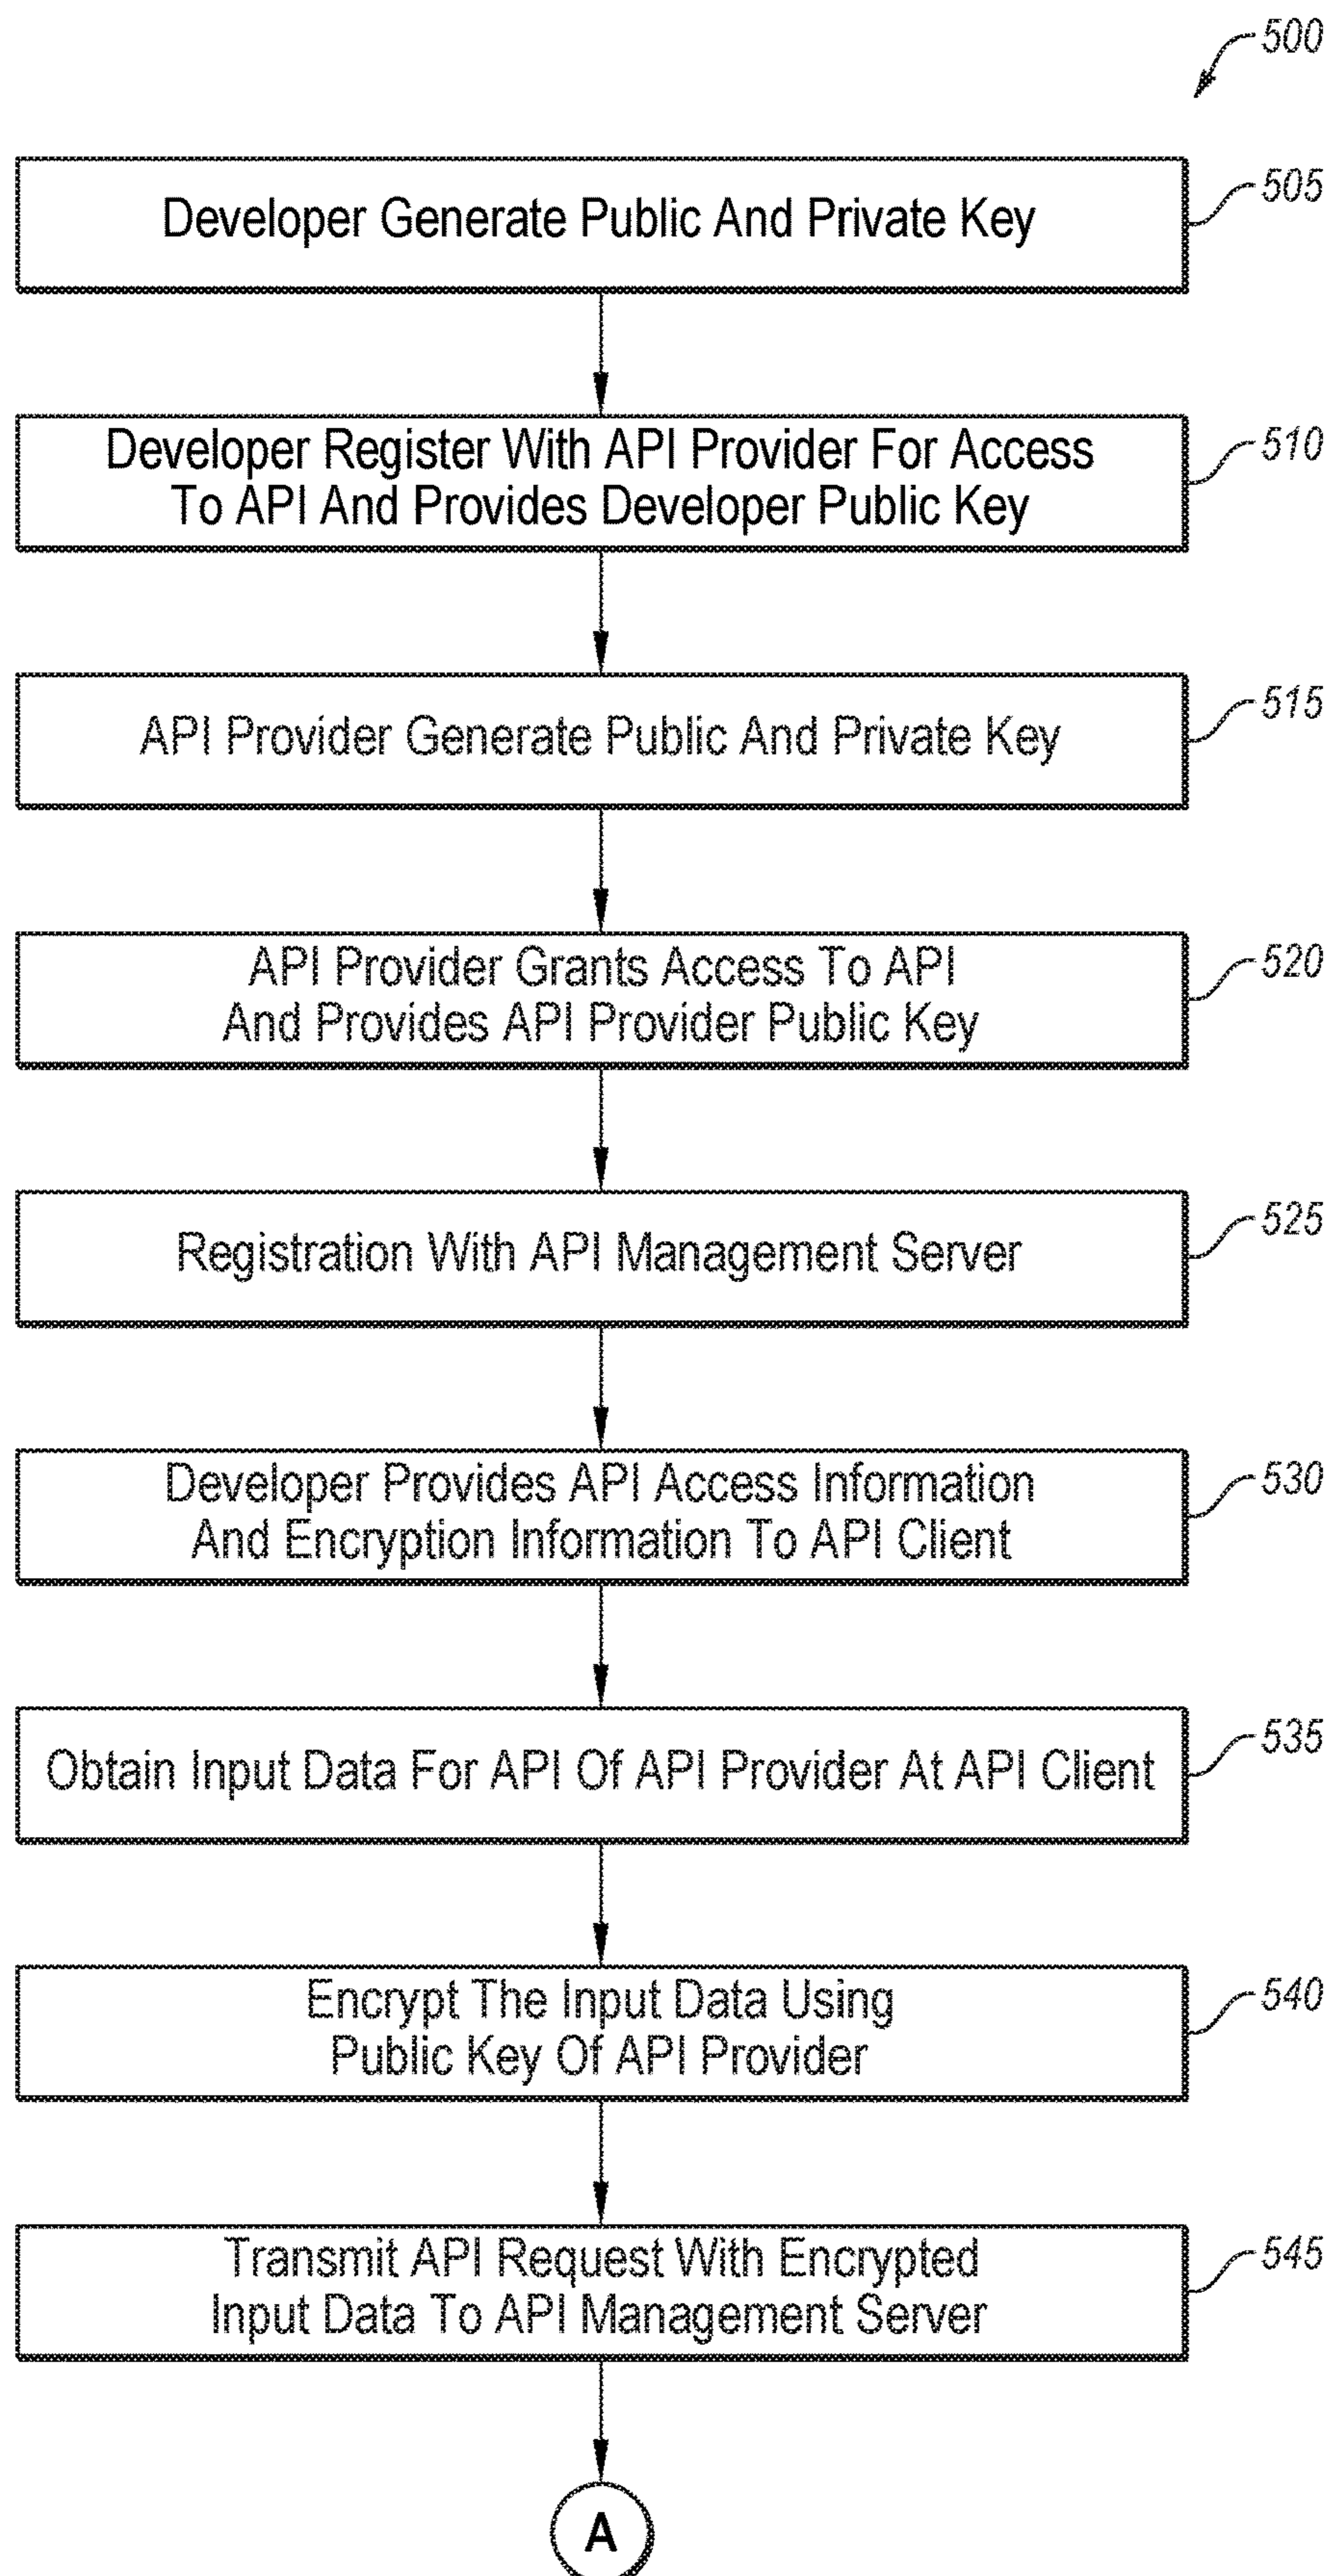 500
Developer Generate Public And Private Key
505
Developer Register With API Provider For Access
To API And Provides Developer Public Key
510
API Provider Generate Public And Private Key
515
API Provider Grants Access To API
And Provides API Provider Public Key
520
Registration With API Management Server
525
Developer Provides API Access Information
And Encryption Information To API Client
530
Obtain Input Data For API Of API Provider At API Client
535
Encrypt The Input Data Using
Public Key Of API Provider
540
Transmit API Request With Encrypted
Input Data To API Management Server
545
A